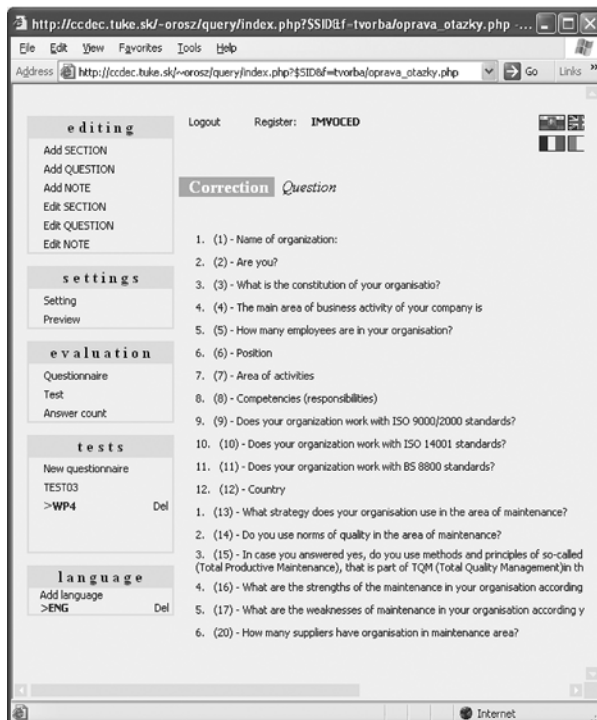 http://ccdec.tuke.sk/~orosz/query/index.php?$SID&f=tvorba/oprava_otazky.php - ...
File Edit View Favorites Tools Help
Address http://ccdec.tuke.sk/~orosz/query/index.php?$SID&f=tvorba/oprava_otazky.php Go Links »
editing
Add SECTION
Add QUESTION
Add NOTE
Edit SECTION
Edit QUESTION
Edit NOTE
settings
Setting
Preview
evaluation
Questionnaire
Test
Answer count
tests
New questionnaire
TEST03
>WP4 Del
language
Add language
>ENG Del
Logout Register: IMVOCED
Correction Question
1. (1) - Name of organization:
2. (2) - Are you?
3. (3) - What is the constitution of your organisatio?
4. (4) - The main area of business activity of your company is
5. (5) - How many employees are in your organisation?
6. (6) - Position
7. (7) - Area of activities
8. (8) - Competencies (responsibilities)
9. (9) - Does your organization work with ISO 9000/2000 standards?
10. (10) - Does your organization work with ISO 14001 standards?
11. (11) - Does your organization work with BS 8800 standards?
12. (12) - Country
1. (13) - What strategy does your organisation use in the area of maintenance?
2. (14) - Do you use norms of quality in the area of maintenance?
3. (15) - In case you answered yes, do you use methods and principles of so-called
(Total Productive Maintenance), that is part of TQM (Total Quality Management)in th
4. (16) - What are the strengths of the maintenance in your organisation according
5. (17) - What are the weaknesses of maintenance in your organisation according y
6. (20) - How many suppliers have organisation in maintenance area?
Internet